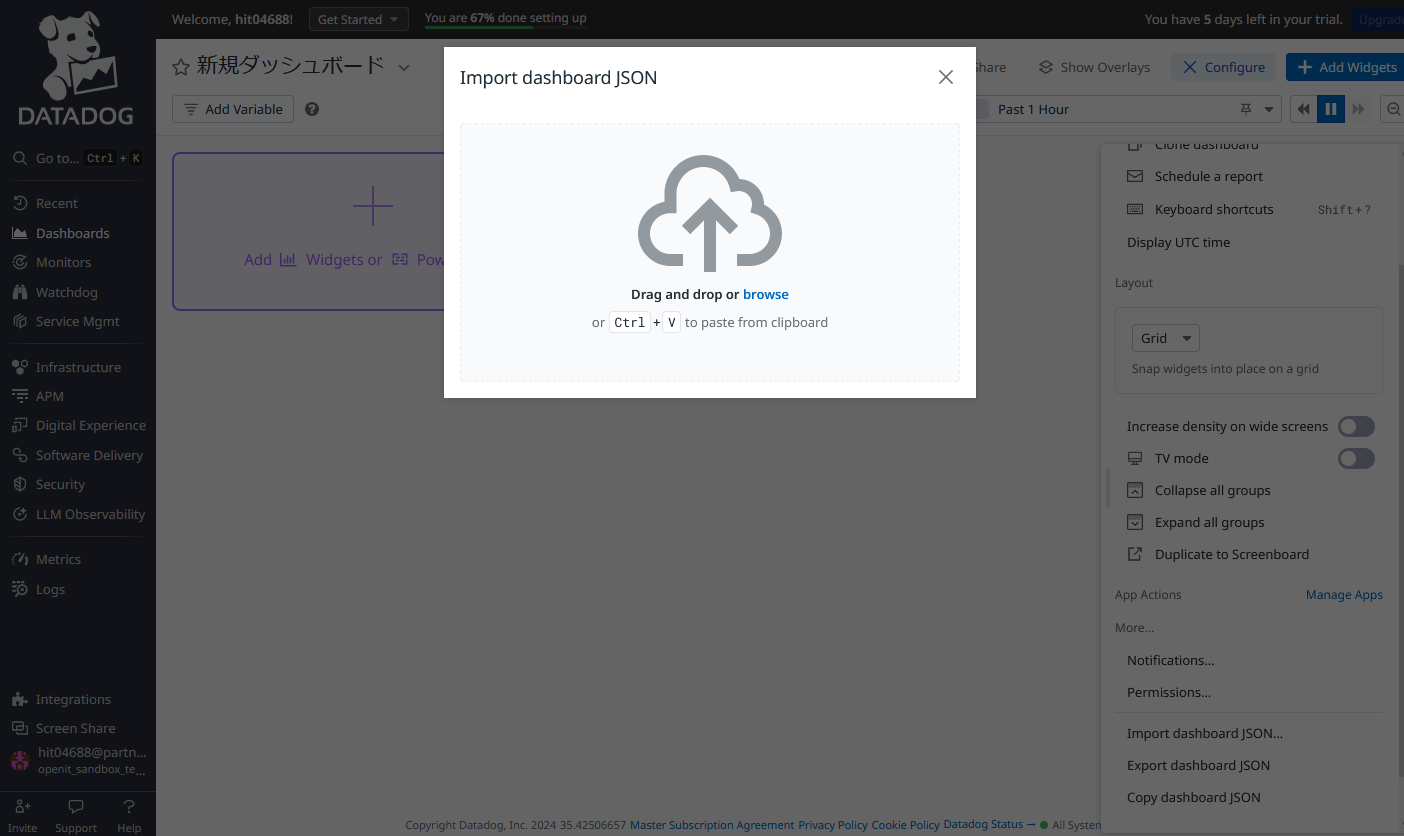 DATADOG
Go to... Ctrl + K
Recent
Dashboards
Monitors
Watchdog
Service Mgmt
Infrastructure
APM
Digital Experience
Software Delivery
Security
LLM Observability
Metrics
Logs
Integrations
Screen Share
hit04688@partn...
openit_sandbox_te...
Invite Support Help
Welcome, hit04688! Get Started You are 67% done setting up You have 5 days left in your trial.
新規ダッシュボード Show Overlays Configure Add Widgets
Add Variable Past 1 Hour
Add Widgets or
Import dashboard JSON
Drag and drop or browse
or Ctrl + V to paste from clipboard
Clone dashboard
Schedule a report
Keyboard shortcuts Shift+?
Display UTC time
Layout
Grid
Snap widgets into place on a grid
Increase density on wide screens
TV mode
Collapse all groups
Expand all groups
Duplicate to Screenboard
App Actions Manage Apps
More...
Notifications...
Permissions...
Import dashboard JSON...
Export dashboard JSON
Copy dashboard JSON
Copyright Datadog, Inc. 2024 35.42506657 Master Subscription Agreement Privacy Policy Cookie Policy Datadog Status → All System